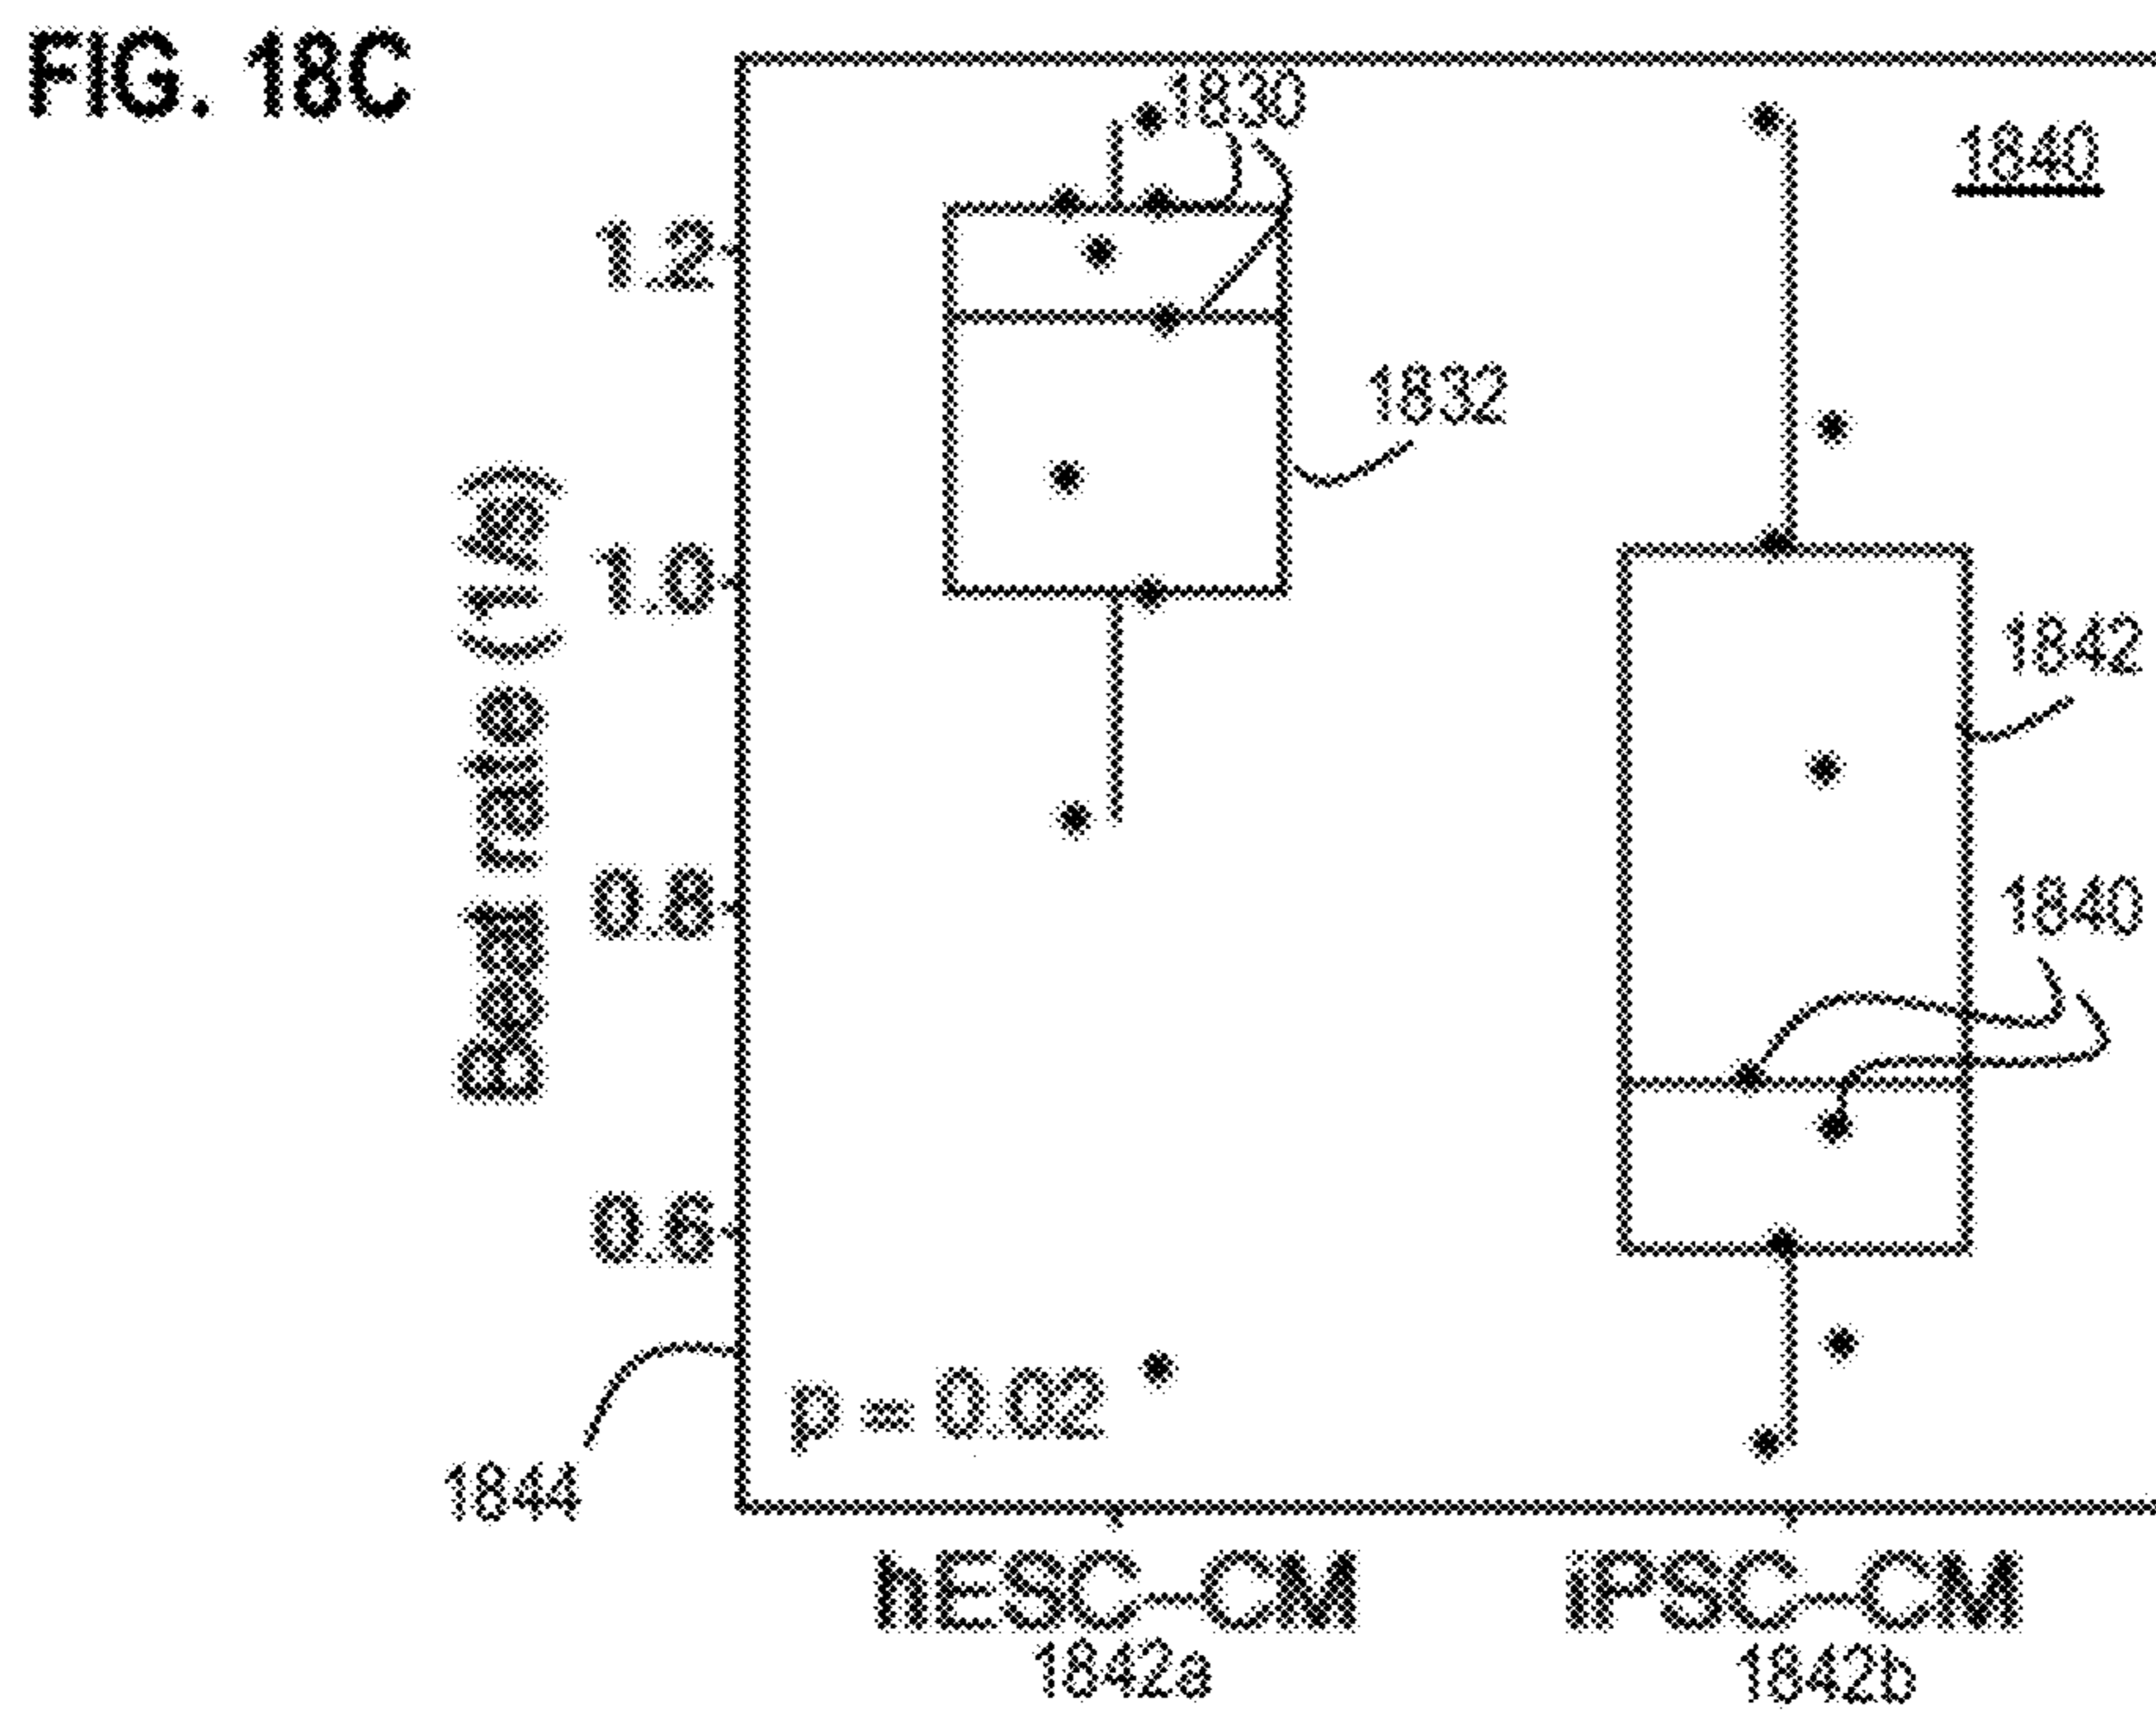 FIG. 18C
1830
1840
1.2
1832
Beat rate (1/s)
1.0
1842
0.8
1840
0.6
p = 0.02
1844
hESC–CM
iPSC–CM
1842a
1842b